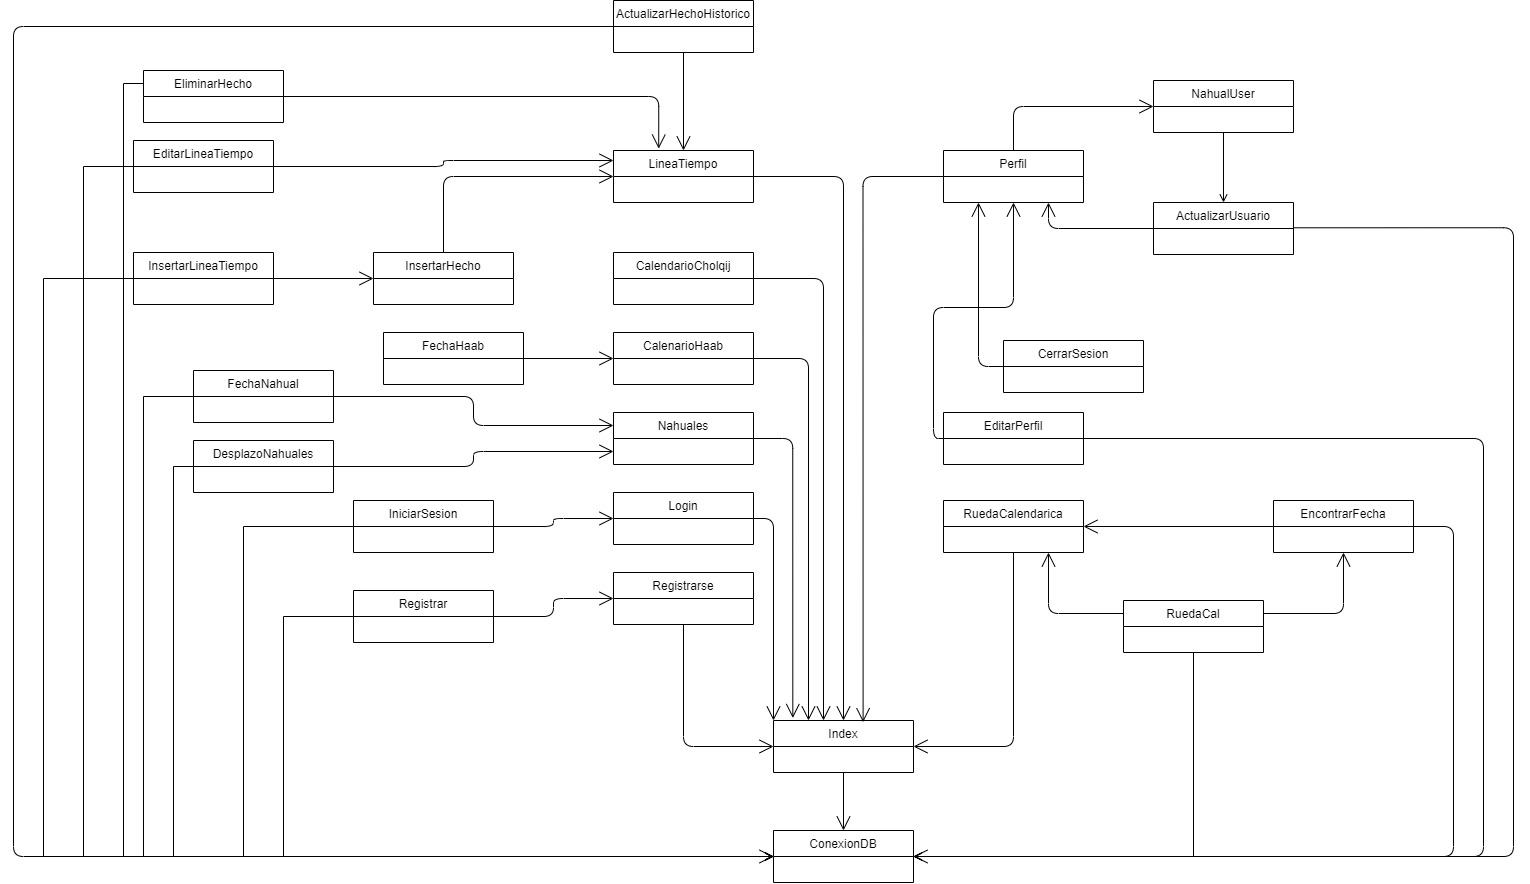 ActualizarHechoHistorico
EliminarHecho
NahualUser
EditarLineaTiempo
LineaTiempo
Perfil
ActualizarUsuario
InsertarLineaTiempo
InsertarHecho
CalendarioCholqij
FechaHaab
CalenarioHaab
CerrarSesion
FechaNahual
Nahuales
EditarPerfil
DesplazoNahuales
IniciarSesion
Login
RuedaCalendarica
EncontrarFecha
Registrar
Registrarse
RuedaCal
Index
ConexionDB